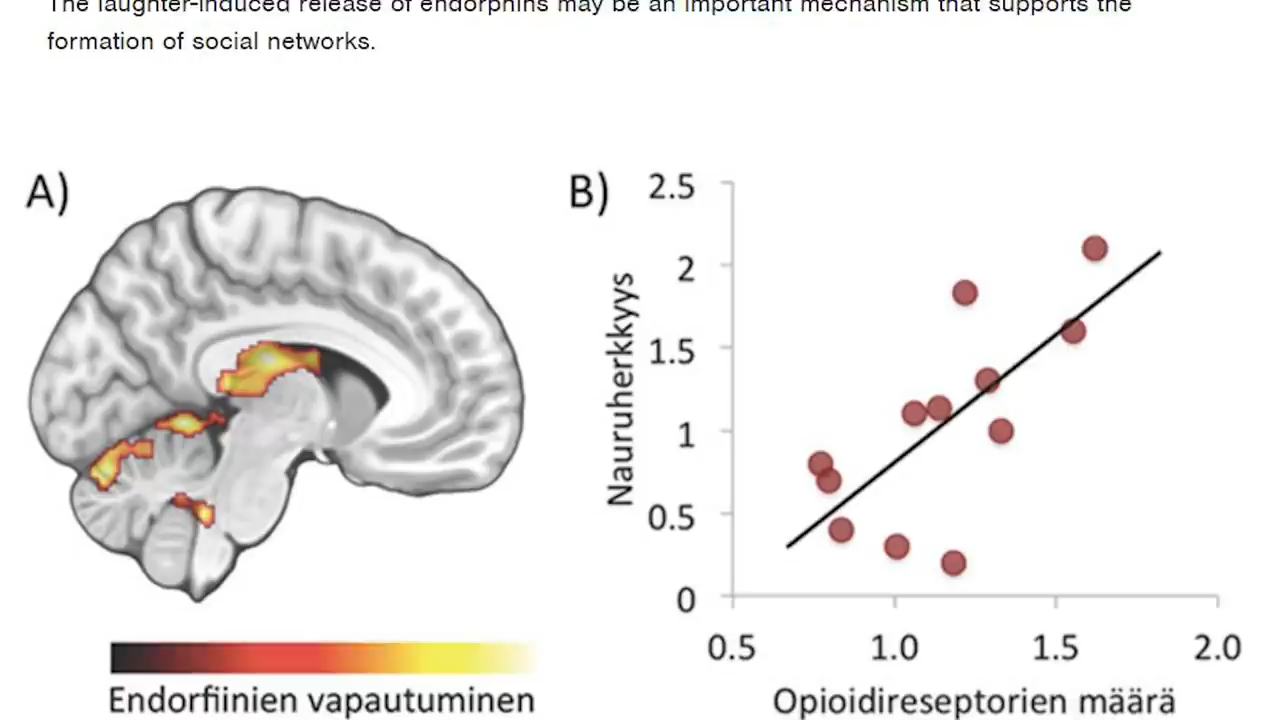 The laughter-induced release of endorphins may be an important mechanism that supports the
formation of social networks.
A)
Endorfiinien vapautuminen
B)
Nauruherkkyys
2.5
2
1.5
1
0.5
0
0.5 1.0 1.5 2.0
Opioidireseptorien määrä